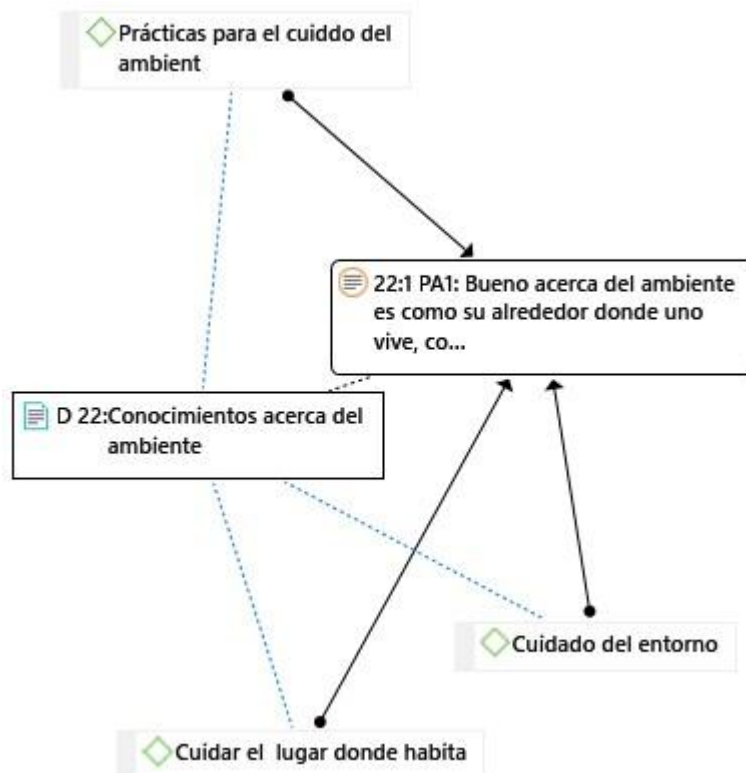 Prácticas para el cuiddo del
ambient
22:1 PA1: Bueno acerca del ambiente
es como su alrededor donde uno
vive, co...
D 22:Conocimientos acerca del
ambiente
Cuidado del entorno
Cuidar el lugar donde habita